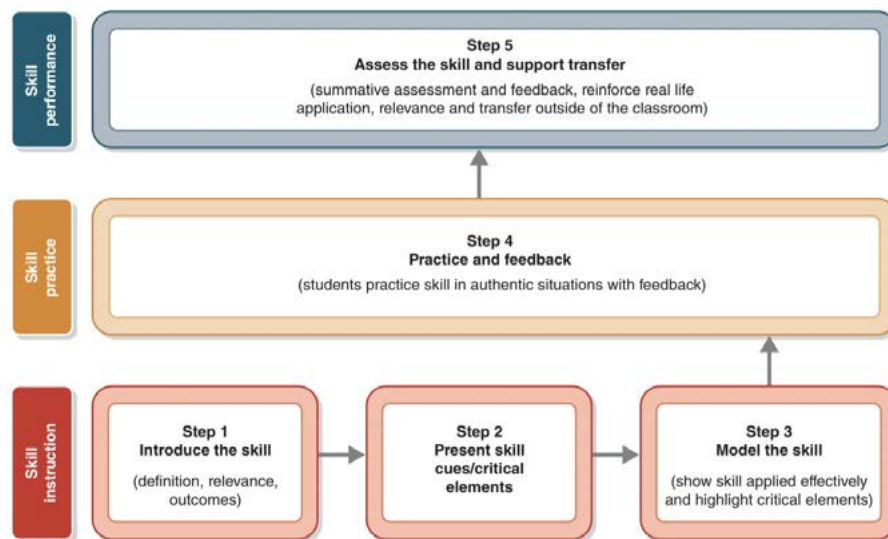 Skill
performance
Step 5
Assess the skill and support transfer
(summative assessment and feedback, reinforce real life
application, relevance and transfer outside of the classroom)
Skill
practice
Step 4
Practice and feedback
(students practice skill in authentic situations with feedback)
Skill
instruction
Step 1
Introduce the skill
(definition, relevance,
outcomes)
Step 2
Present skill
cues/critical
elements
Step 3
Model the skill
(show skill applied effectively
and highlight critical elements)